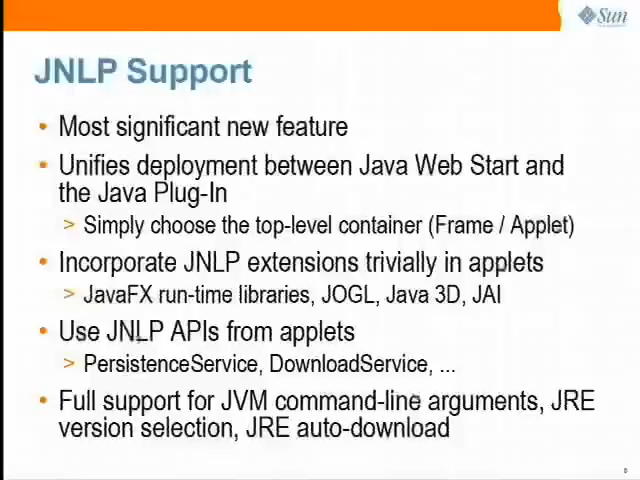 Sun
JNLP Support
• Most significant new feature
• Unifies deployment between Java Web Start and
the Java Plug-In
> Simply choose the top-level container (Frame / Applet)
• Incorporate JNLP extensions trivially in applets
> JavaFX run-time libraries, JOGL, Java 3D, JAI
• Use JNLP APIs from applets
> PersistenceService, DownloadService, ...
• Full support for JVM command-line arguments, JRE
version selection, JRE auto-download